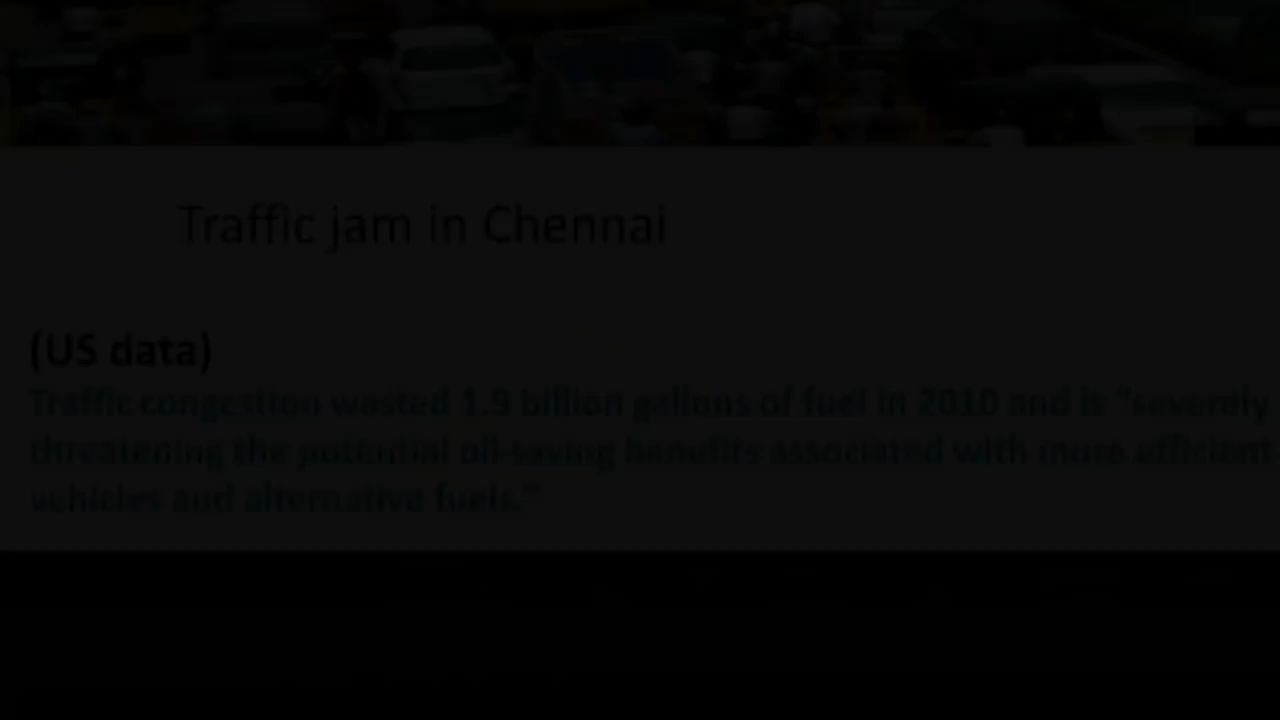 Traffic jam in Chennai
(US data)
Traffic congestion wasted 1.9 billion gallons of fuel in 2010 and is "severely
threatening the potential oil-saving benefits associated with more efficient
vehicles and alternative fuels."